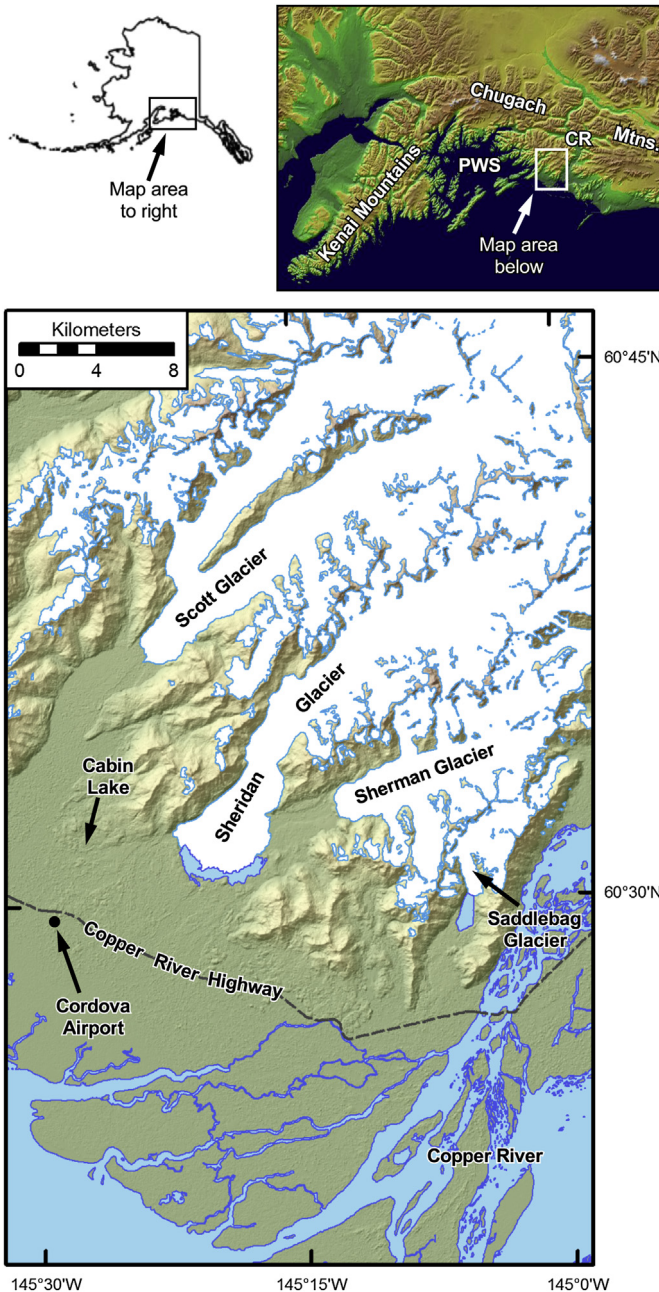 Map area
to right
Chugach
Mtns.
CR
PWS
Kenai Mountains
Map area
below
Kilometers
0 4 8
60°45'N
Scott Glacier
Glacier
Sheridan
Sherman Glacier
Cabin
Lake
60°30'N
Saddlebag
Glacier
Copper River Highway
Cordova
Airport
Copper River
145°30'W 145°15'W 145°0'W